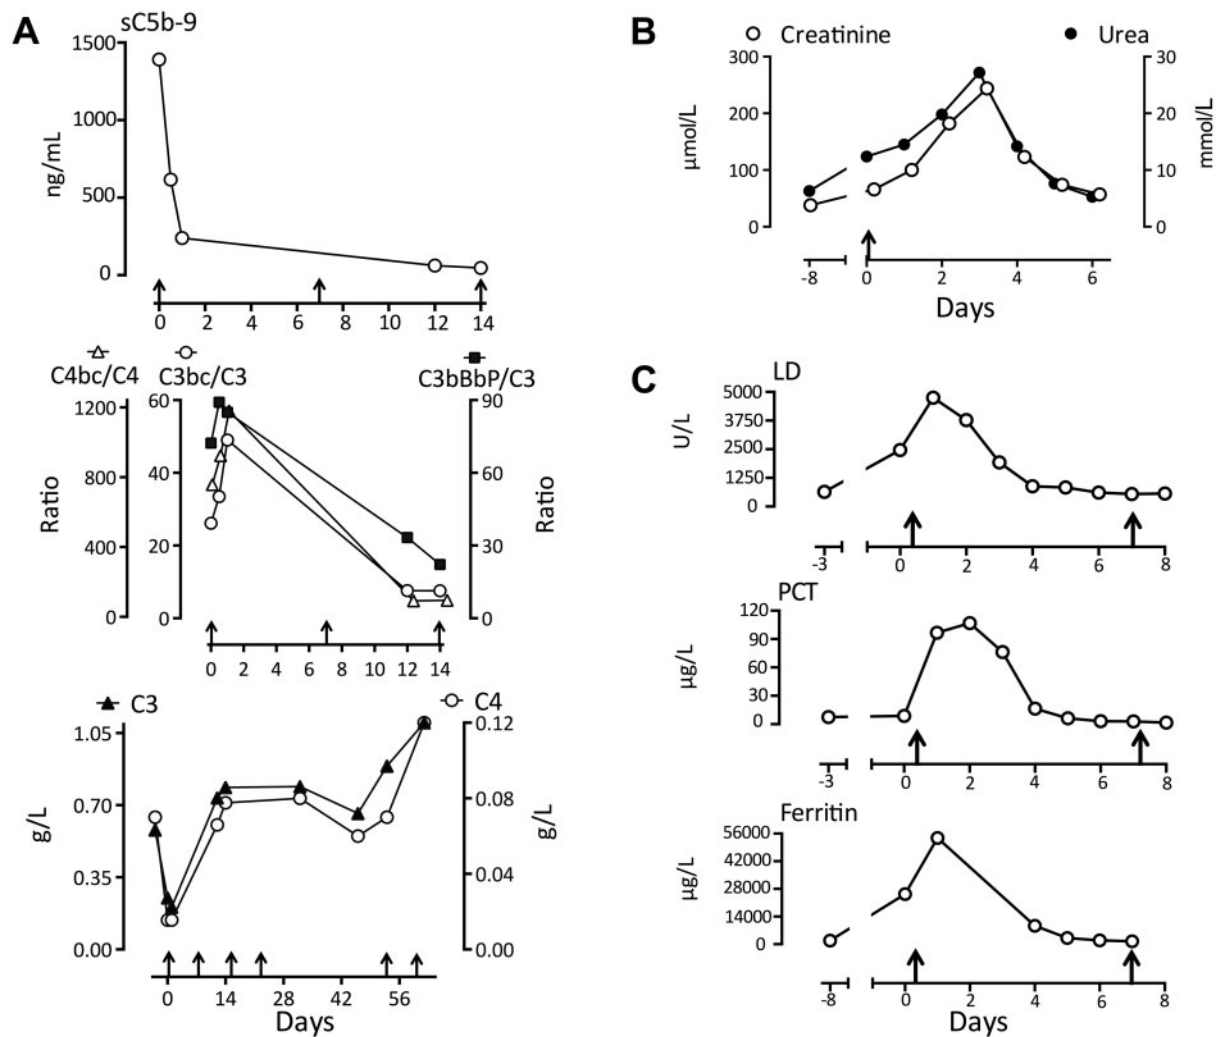 A
sC5b-9
1500
1000
500
0
ng/mL
0 2 4 6 8 10 12 14
C4bc/C4 C3bc/C3 C3bBbP/C3
1200
800
400
0
Ratio
60
40
20
0
90
60
30
0
Ratio
0 2 4 6 8 10 12 14
C3 C4
1.05
0.70
0.35
0.00
g/L
0.12
0.08
0.04
0.00
g/L
0 14 28 42 56
Days
B
Creatinine Urea
300
200
100
0
µmol/L
30
20
10
0
mmol/L
-8 0 2 4 6
Days
C
LD
5000
3750
2500
1250
0
U/L
-3 0 2 4 6 8
PCT
120
90
60
30
0
µg/L
-3 0 2 4 6 8
Ferritin
56000
42000
28000
14000
0
µg/L
-8 0 2 4 6 8
Days